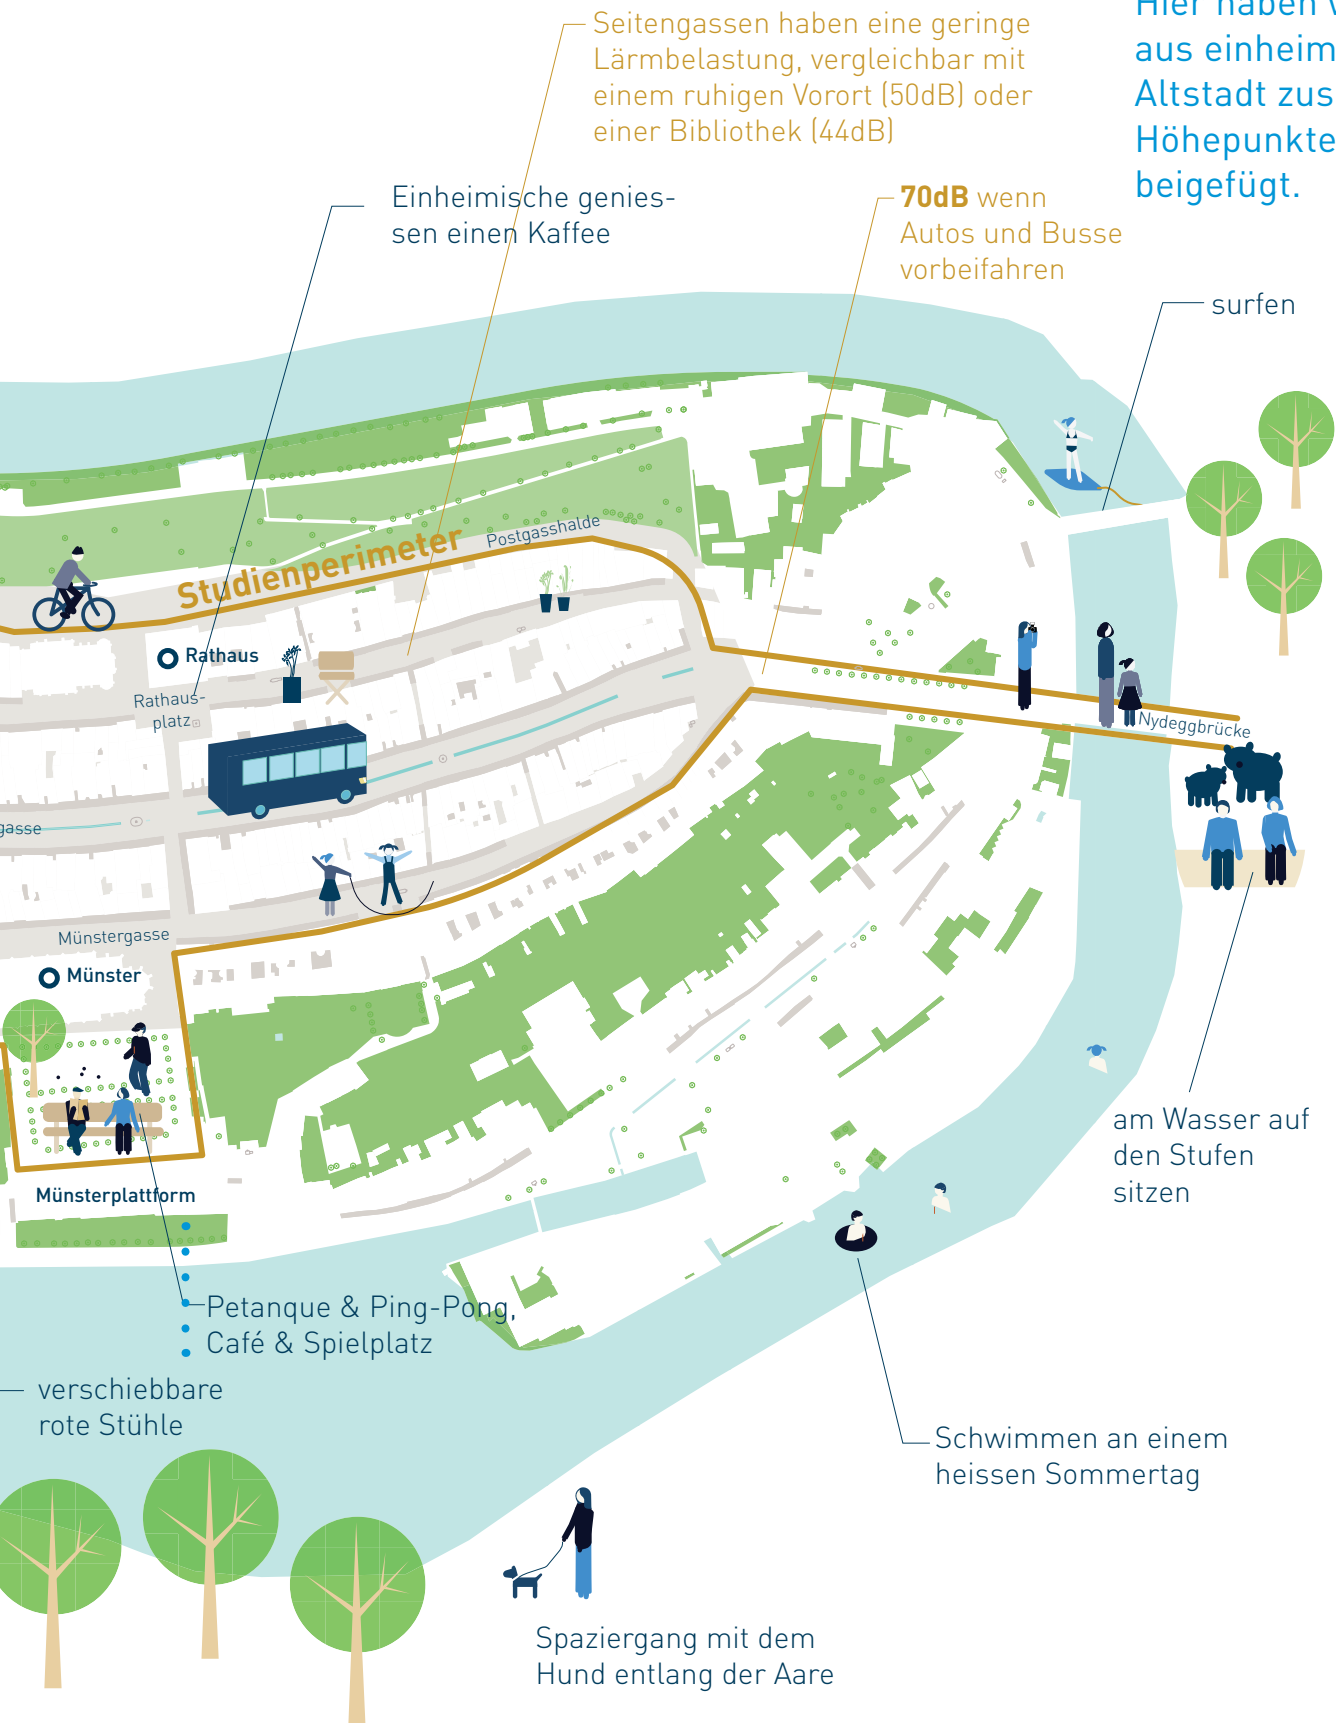 Seitengassen haben eine geringe
Lärmbelastung, vergleichbar mit
einem ruhigen Vorort (50dB) oder
einer Bibliothek (44dB)
Hier haben
aus einheim
Altstadt zus
Höhepunkte
beigefügt.
Einheimische genies-
sen einen Kaffee
70dB wenn
Autos und Busse
vorbeifahren
surfen
Studienperimeter
Postgasshalde
Rathaus
Rathaus-
platz
Nydeggbrücke
gasse
Münstergasse
Münster
Münsterplattform
am Wasser auf
den Stufen
sitzen
Petanque & Ping-Pong,
Café & Spielplatz
verschiebbare
rote Stühle
Schwimmen an einem
heissen Sommertag
Spaziergang mit dem
Hund entlang der Aare